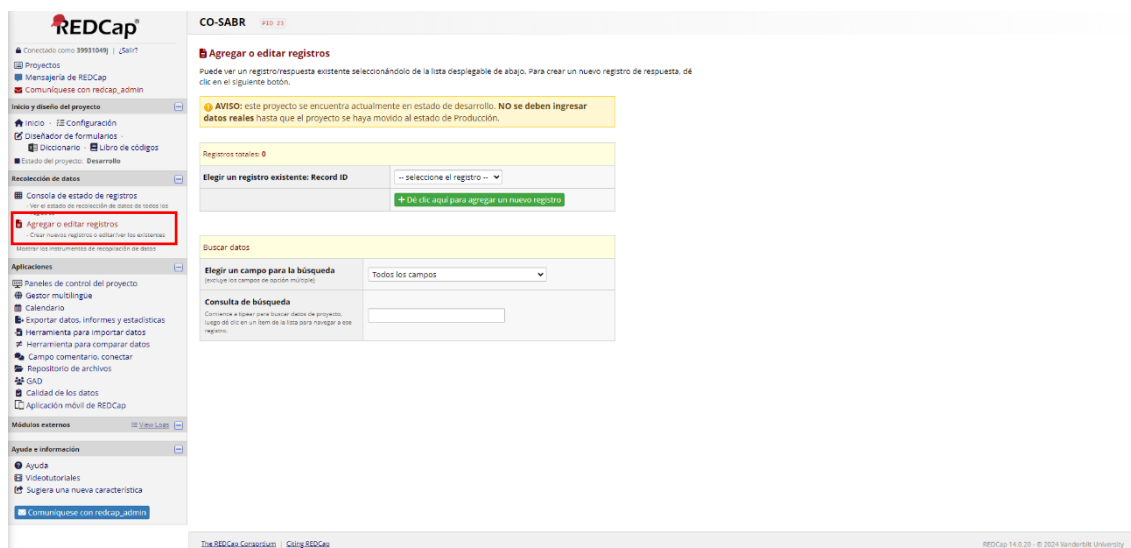 REDCap®
Conectado como 39931049J | ¿Salir?
Proyectos
Mensajería de REDCap
Comuníquese con redcap_admin
Inicio y diseño del proyecto
Inicio · Configuración
Diseñador de formularios ·
Diccionario · Libro de códigos
Estado del proyecto: Desarrollo
Recolección de datos
Consola de estado de registros
- Ver el estado de recolección de datos de todos los
Agregar o editar registros
- Crear nuevos registros o editar/ver los existentes
Mostrar los instrumentos de recopilación de datos
Aplicaciones
Paneles de control del proyecto
Gestor multilingüe
Calendario
Exportar datos, informes y estadísticas
Herramienta para importar datos
Herramienta para comparar datos
Campo comentario, conectar
Repositorio de archivos
GAD
Calidad de los datos
Aplicación móvil de REDCap
Módulos externos View Logs
Ayuda e información
Ayuda
Videotutoriales
Sugiera una nueva característica
Comuníquese con redcap_admin
CO-SABR PID 23
Agregar o editar registros
Puede ver un registro/respuesta existente seleccionándolo de la lista desplegable de abajo. Para crear un nuevo registro de respuesta, dé
clic en el siguiente botón.
AVISO: este proyecto se encuentra actualmente en estado de desarrollo. NO se deben ingresar
datos reales hasta que el proyecto se haya movido al estado de Producción.
Registros totales: 0
Elegir un registro existente: Record ID -- seleccione el registro --
+ Dé clic aquí para agregar un nuevo registro
Buscar datos
Elegir un campo para la búsqueda Todos los campos
(excluye los campos de opción múltiple)
Consulta de búsqueda
Comience a tipear para buscar datos de proyecto,
luego dé clic en un ítem de la lista para navegar a ese
registro.
The REDCap Consortium | Citing REDCap
REDCap 14.0.20 - © 2024 Vanderbilt University